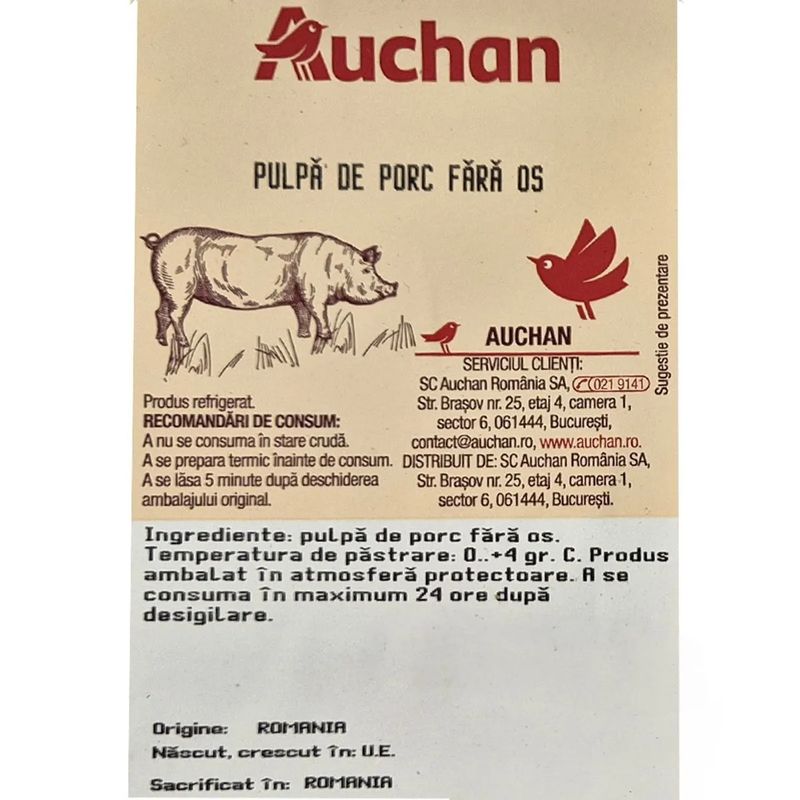 Auchan
PULPĂ DE PORC FĂRĂ OS
Sugestie de prezentare
AUCHAN
SERVICIUL CLIENȚI:
SC Auchan România SA, 021 9141
Str. Brașov nr. 25, etaj 4, camera 1,
sector 6, 061444, București,
contact@auchan.ro, www.auchan.ro.
DISTRIBUIT DE: SC Auchan România SA,
Str. Brașov nr. 25, etaj 4, camera 1,
sector 6, 061444, București.
Produs refrigerat.
RECOMANDĂRI DE CONSUM:
A nu se consuma în stare crudă.
A se prepara termic înainte de consum.
A se lăsa 5 minute după deschiderea
ambalajului original.
Ingrediente: pulpă de porc fără os.
Temperatura de păstrare: 0..+4 gr. C. Produs
ambalat în atmosferă protectoare. A se
consuma în maximum 24 ore după
desigilare.
Origine: ROMANIA
Născut, crescut în: U.E.
Sacrificat în: ROMANIA